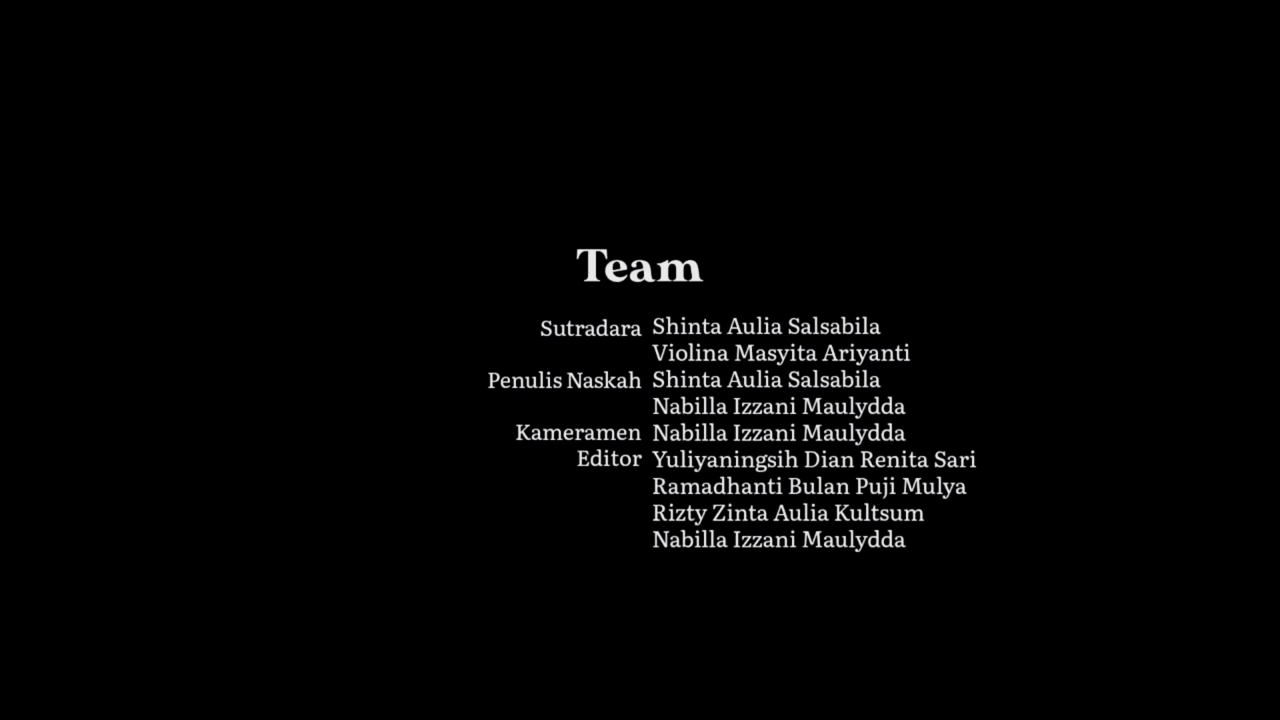 Team
Sutradara Shinta Aulia Salsabila
Violina Masyita Ariyanti
Penulis Naskah Shinta Aulia Salsabila
Nabilla Izzani Maulydda
Kameramen Nabilla Izzani Maulydda
Editor Yuliyaningsih Dian Renita Sari
Ramadhanti Bulan Puji Mulya
Rizty Zinta Aulia Kultsum
Nabilla Izzani Maulydda